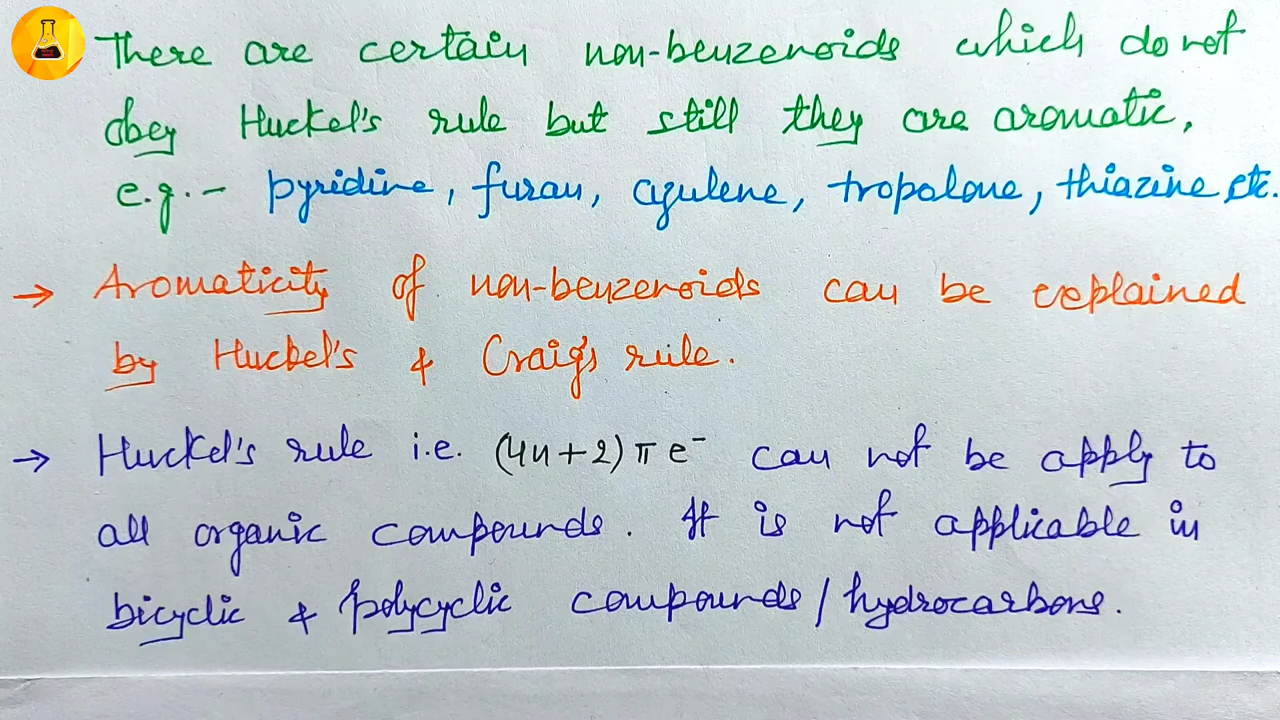 There are certain non-benzenoids which do not
obey Huckel's rule but still they are aromatic,
e.g.- pyridine, furan, azulene, tropolone, thiazine etc.
→ Aromaticity of non-benzenoids can be explained
by Huckel's & Craig's rule.
→ Huckel's rule i.e. (4n+2) π e⁻ can not be apply to
all organic compounds. It is not applicable in
bicyclic & polycyclic compounds/hydrocarbons.